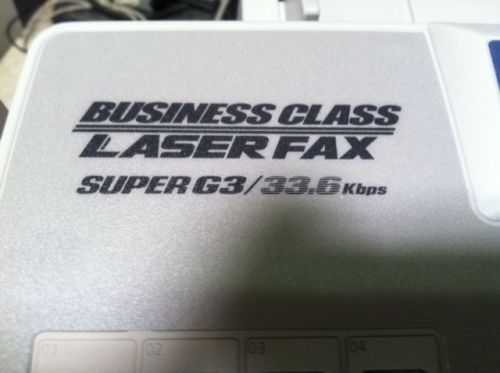 BUSINESS CLASS
LASER FAX
SUPER G3/33.6 Kbps
01 02 03 04